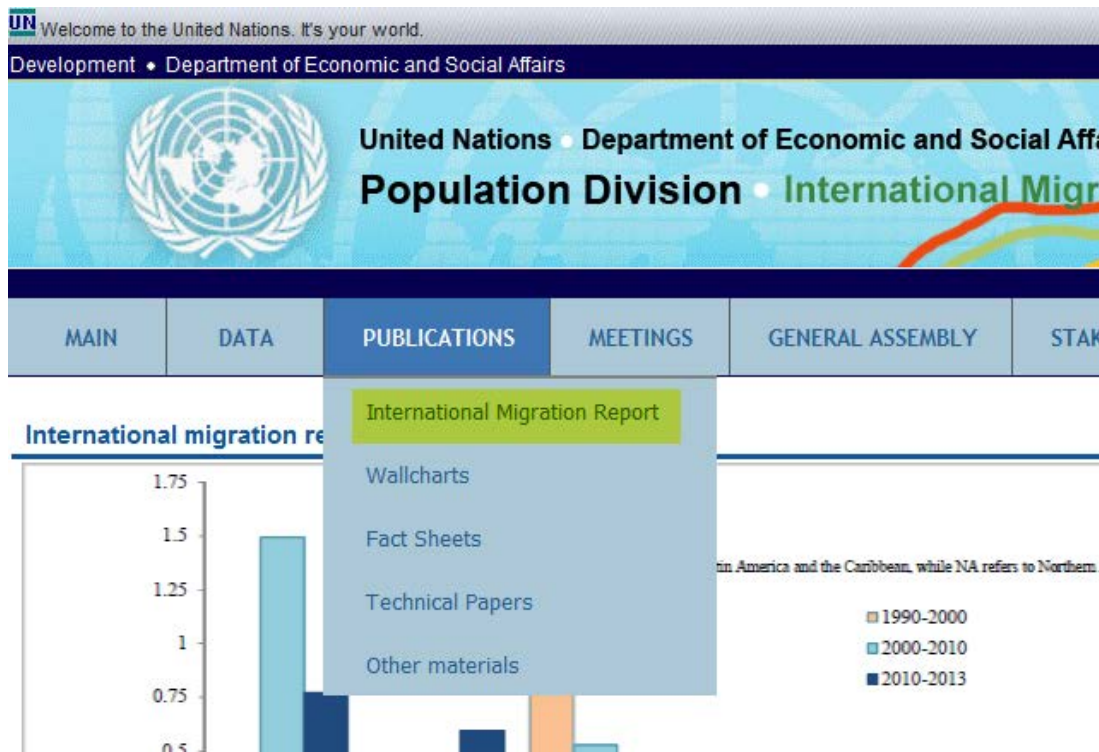 UN Welcome to the United Nations. It's your world.
Development • Department of Economic and Social Affairs
United Nations • Department of Economic and Social Affa
Population Division • International Migr
MAIN DATA PUBLICATIONS MEETINGS GENERAL ASSEMBLY STAK
International Migration Report
International migration re
Wallcharts
Fact Sheets
Technical Papers
Other materials
1.75
1.5
1.25
1
0.75
0.5
tin America and the Caribbean, while NA refers to Northern
1990-2000
2000-2010
2010-2013